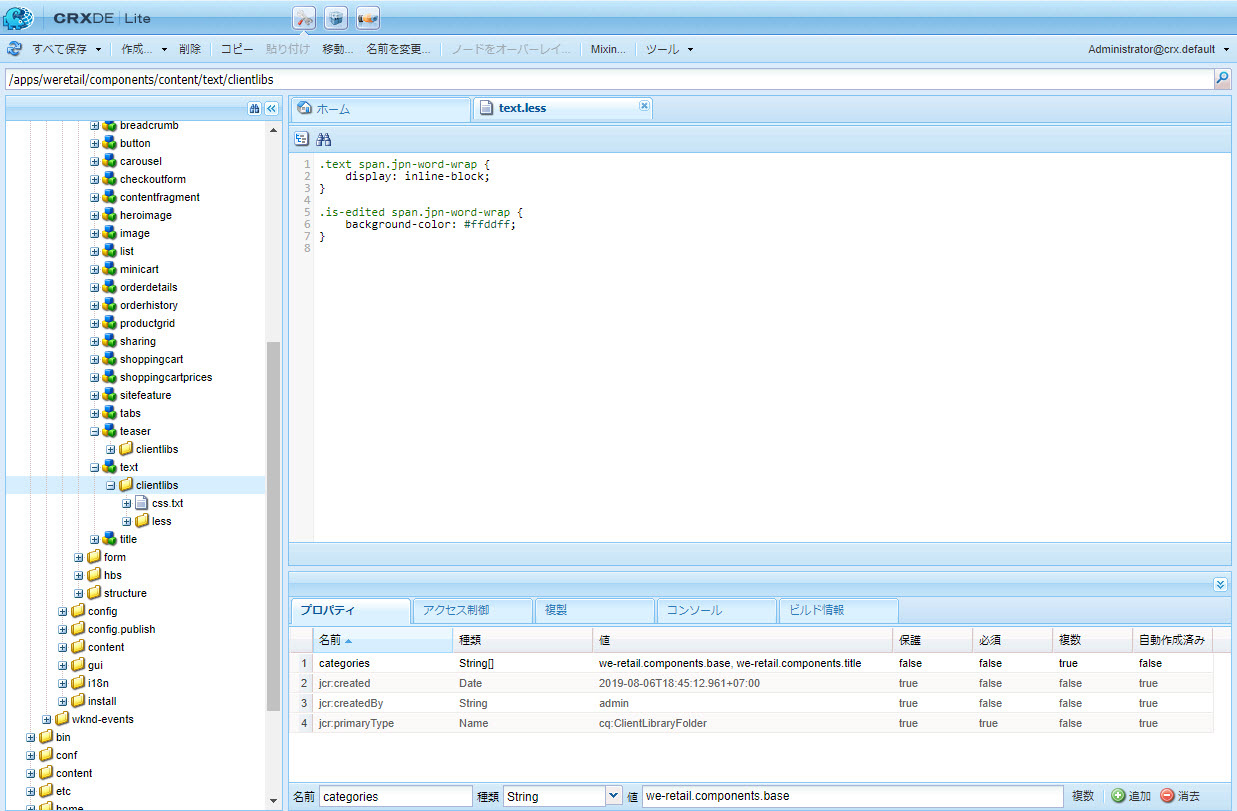 CRXDE | Lite
すべて保存 作成... 削除 コピー 貼り付け 移動... 名前を変更... ノードをオーバーレイ... Mixin... ツール Administrator@crx.default
/apps/weretail/components/content/text/clientlibs
breadcrumb
button
carousel
checkoutform
contentfragment
heroimage
image
list
minicart
orderdetails
orderhistory
productgrid
sharing
shoppingcart
shoppingcartprices
sitefeature
tabs
teaser
clientlibs
text
clientlibs
css.txt
less
title
form
hbs
structure
config
config.publish
content
gui
i18n
install
wknd-events
bin
conf
content
etc
home
ホーム text.less
1 .text span.jpn-word-wrap {
2 display: inline-block;
3 }
4
5 .is-edited span.jpn-word-wrap {
6 background-color: #ffddff;
7 }
8
プロパティ アクセス制御 複製 コンソール ビルド情報
名前 種類 値 保護 必須 複数 自動作成済み
1 categories String[] we-retail.components.base, we-retail.components.title false false true false
2 jcr:created Date 2019-08-06T18:45:12.961+07:00 true false false true
3 jcr:createdBy String admin true false false true
4 jcr:primaryType Name cq:ClientLibraryFolder true true false true
名前 categories 種類 String 値 we-retail.components.base 複数 追加 消去